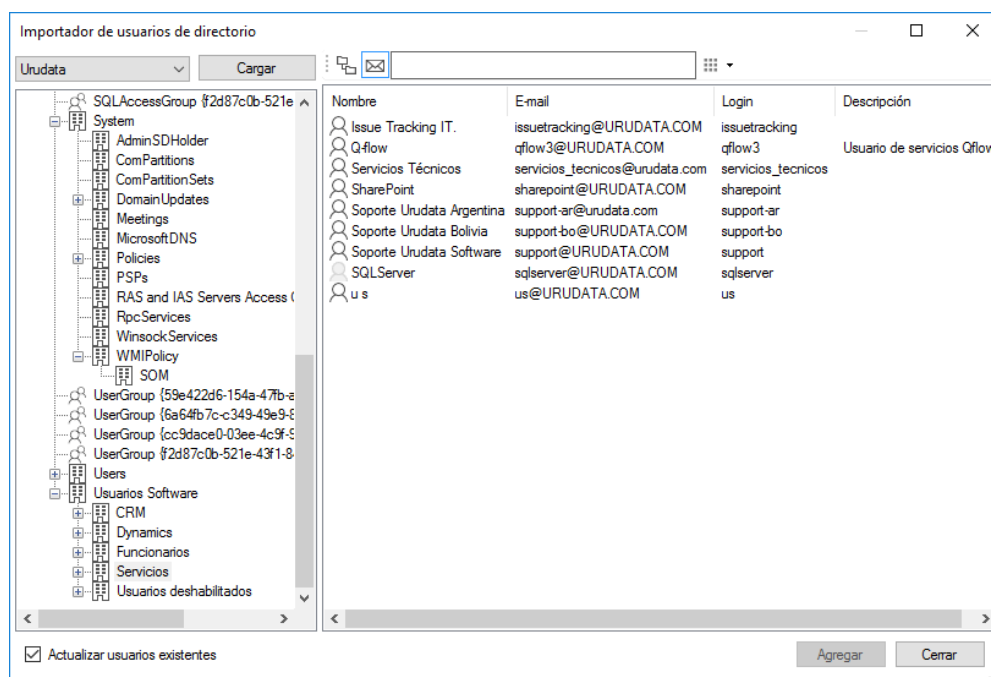 Importador de usuarios de directorio
Urudata
Cargar
SQLAccessGroup {f2d87c0b-521e
System
AdminSDHolder
ComPartitions
ComPartitionSets
DomainUpdates
Meetings
MicrosoftDNS
Policies
PSPs
RAS and IAS Servers Access
RpcServices
WinsockServices
WMIPolicy
SOM
UserGroup {59e422d6-154a-47fb-a
UserGroup {6a64fb7c-c349-49e9-8
UserGroup {cc9dace0-03ee-4c9f-9
UserGroup {f2d87c0b-521e-43f1-8
Users
Usuarios Software
CRM
Dynamics
Funcionarios
Servicios
Usuarios deshabilitados
Nombre E-mail Login Descripción
Issue Tracking IT. issuetracking@URUDATA.COM issuetracking
Q-flow qflow3@URUDATA.COM qflow3 Usuario de servicios Qflow
Servicios Técnicos servicios_tecnicos@urudata.com servicios_tecnicos
SharePoint sharepoint@URUDATA.COM sharepoint
Soporte Urudata Argentina support-ar@urudata.com support-ar
Soporte Urudata Bolivia support-bo@URUDATA.COM support-bo
Soporte Urudata Software support@URUDATA.COM support
SQLServer sqlserver@URUDATA.COM sqlserver
u s us@URUDATA.COM us
Actualizar usuarios existentes
Agregar
Cerrar